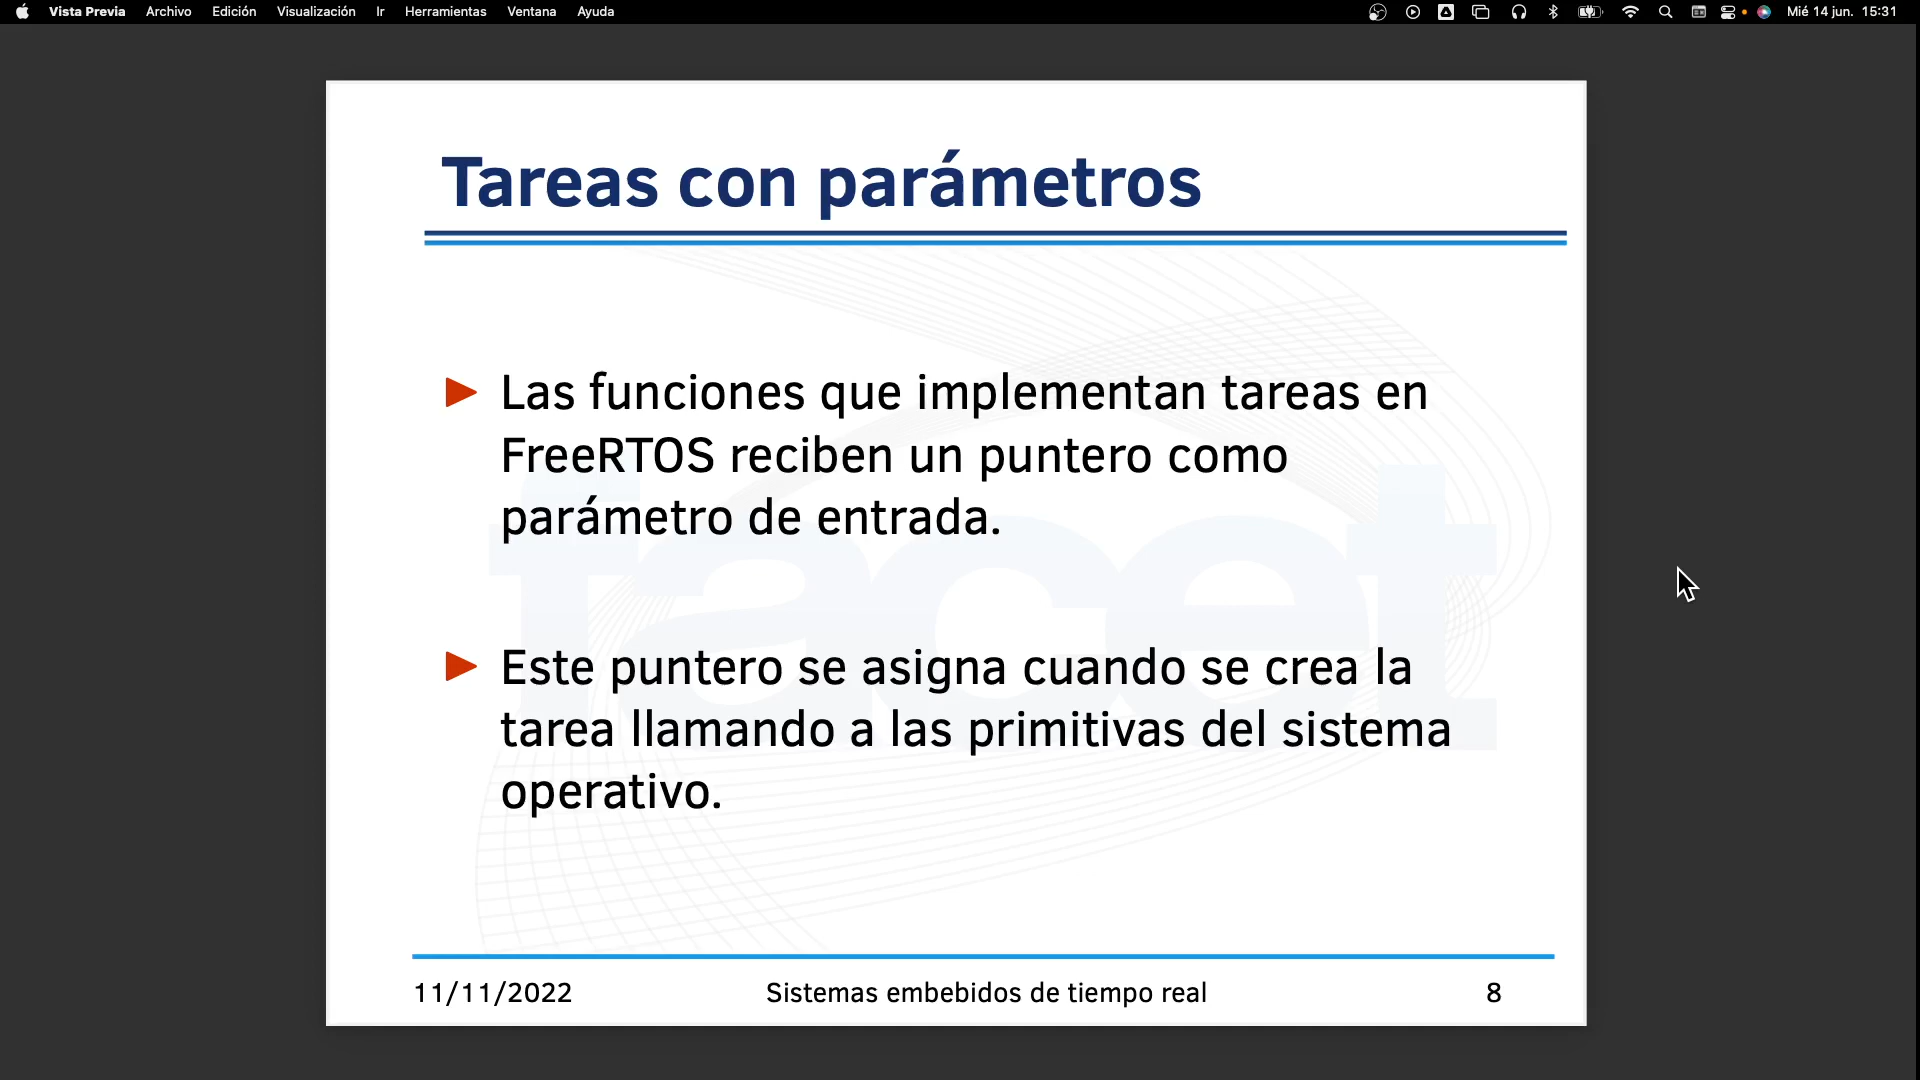 Vista Previa Archivo Edición Visualización Ir Herramientas Ventana Ayuda Mié 14 jun. 15:31
Tareas con parámetros
Las funciones que implementan tareas en
FreeRTOS reciben un puntero como
parámetro de entrada.
Este puntero se asigna cuando se crea la
tarea llamando a las primitivas del sistema
operativo.
facet
11/11/2022 Sistemas embebidos de tiempo real 8